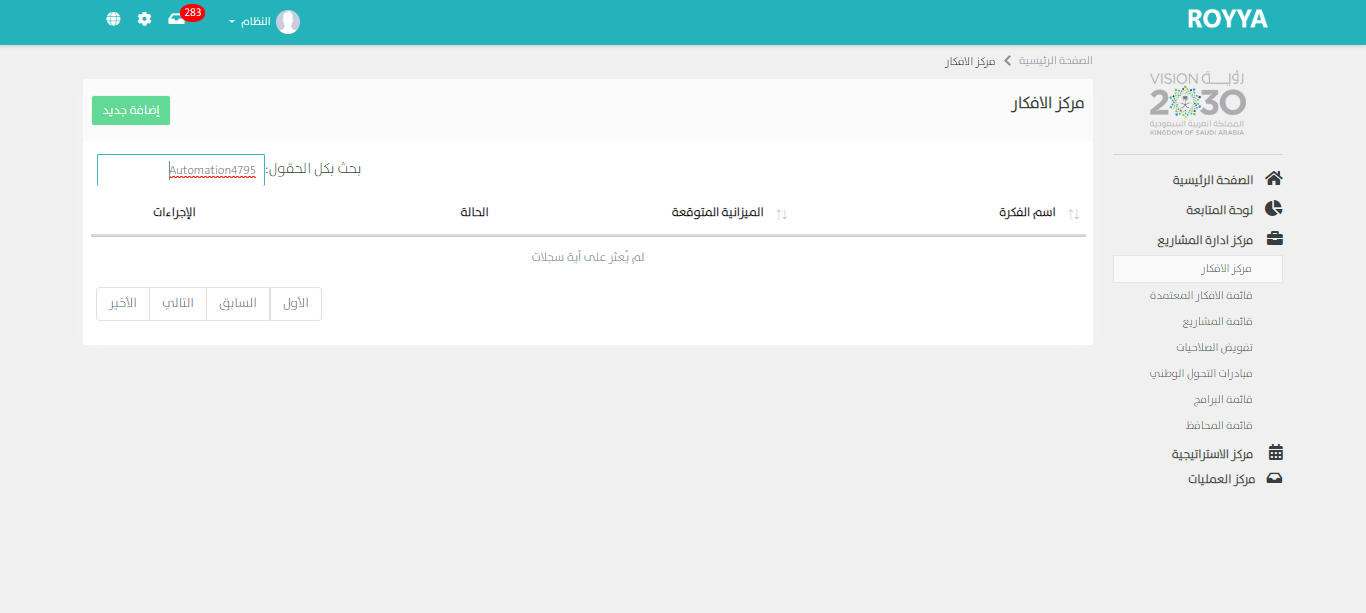 ROYYA
النظام
283
الصفحة الرئيسية
مركز الافكار
مركز الافكار
إضافة جديد
بحث بكل الحقول:
Automation4795
اسم الفكرة
الميزانية المتوقعة
الحالة
الإجراءات
لم يُعثر على أية سجلات
الأول
السابق
التالي
الأخير
VISION رؤيــة
2030
المملكة العربية السعودية
KINGDOM OF SAUDI ARABIA
الصفحة الرئيسية
لوحة المتابعة
مركز ادارة المشاريع
مركز الافكار
قائمة الافكار المعتمدة
قائمة المشاريع
تفويض الصلاحيات
مبادرات التحول الوطني
قائمة البرامج
قائمة المحافظ
مركز الاستراتيجية
مركز العمليات